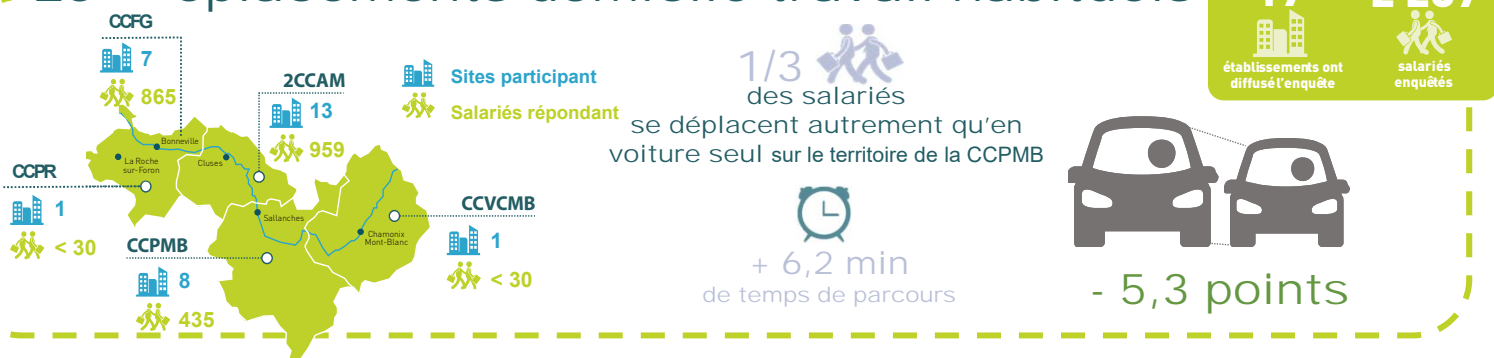 CCFG
7
865
2CCAM
13
959
CCPR
1
< 30
CCPMB
8
435
CCVCMB
1
< 30
Bonneville
La Roche
sur-Foron
Cluses
Sallanches
Chamonix
Mont-Blanc
Sites participant
Salariés répondant
1/3
des salariés
se déplacent autrement qu'en
voiture seul sur le territoire de la CCPMB
+ 6,2 min
de temps de parcours
établissements ont
diffusé l'enquête
salariés
enquêtés
- 5,3 points